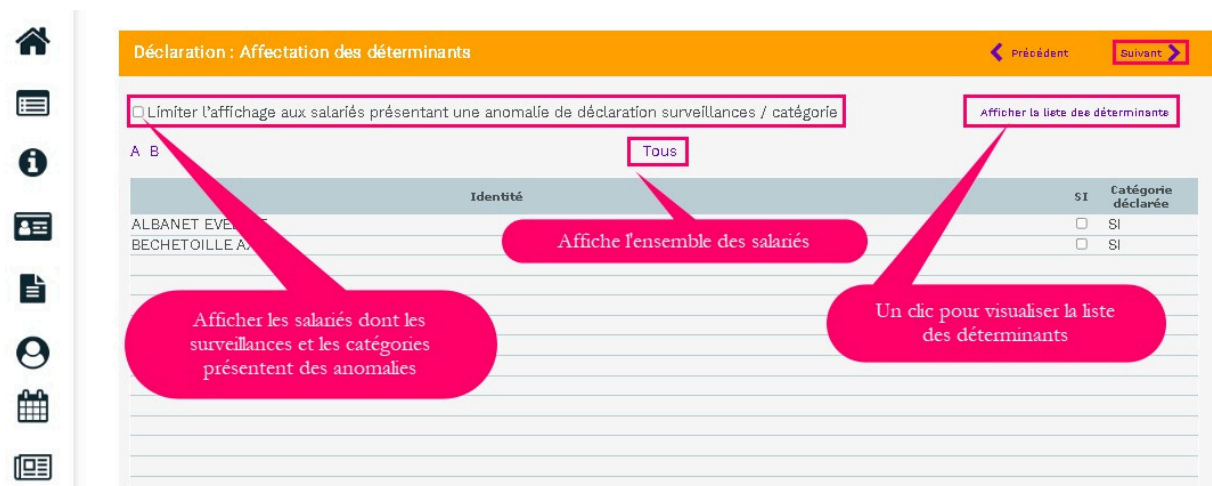 Déclaration : Affectation des déterminants
Précédent
Suivant
Limiter l'affichage aux salariés présentant une anomalie de déclaration surveillances / catégorie
Afficher la liste des déterminants
A B
Tous
Identité
SI
Catégorie
déclarée
ALBANET
SI
BECHETOILLE
SI
Affiche l'ensemble des salariés
Afficher les salariés dont les
surveillances et les catégories
présentent des anomalies
Un clic pour visualiser la liste
des déterminants